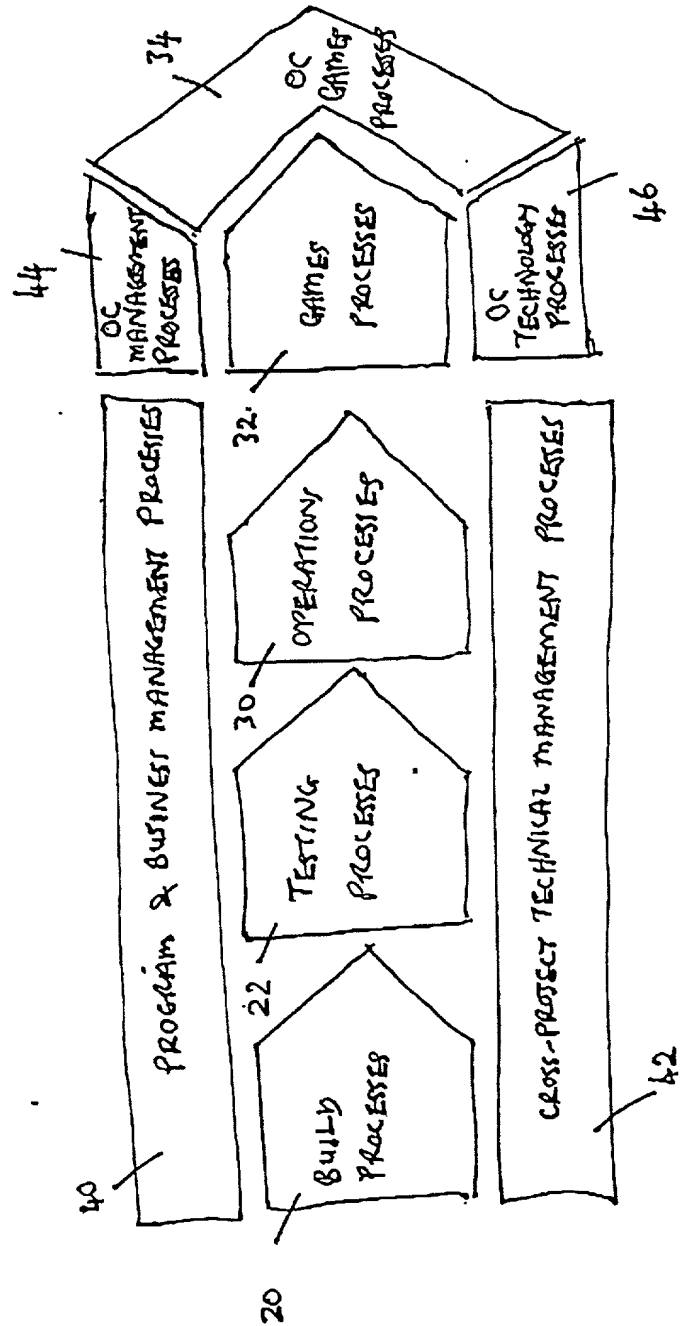 40
PROGRAM & BUSINESS MANAGEMENT PROCESSES
44
OC
MANAGEMENT
PROCESSES
34
OC
GAMES
PROCESSES
20
BUILD
PROCESSES
22
TESTING
PROCESSES
30
OPERATIONS
PROCESSES
32.
GAMES
PROCESSES
CROSS-PROJECT TECHNICAL MANAGEMENT PROCESSES
42
OC
TECHNOLOGY
PROCESSES
46